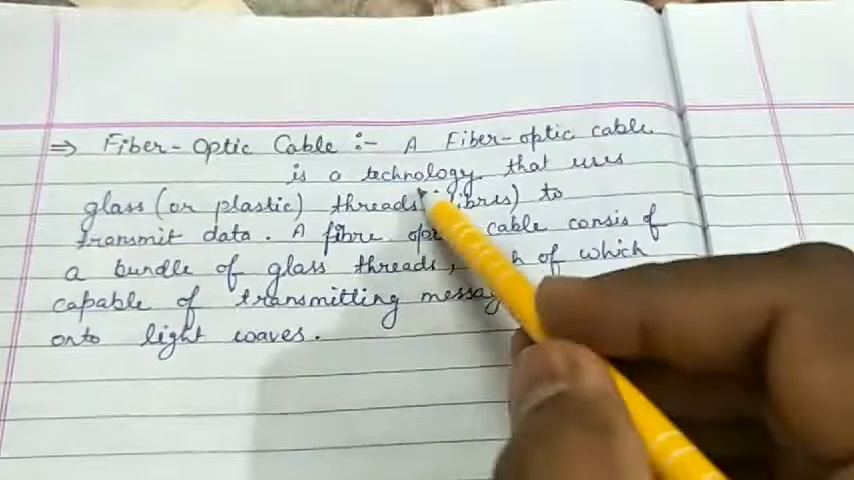 ⇒ Fiber-Optic Cable :- A Fiber-optic cable
is a technology that uses
glass (or plastic) threads to
transmit data. A fibre cable consis of
a bundle of glass threads, of which
capable of transmitting
onto light waves.